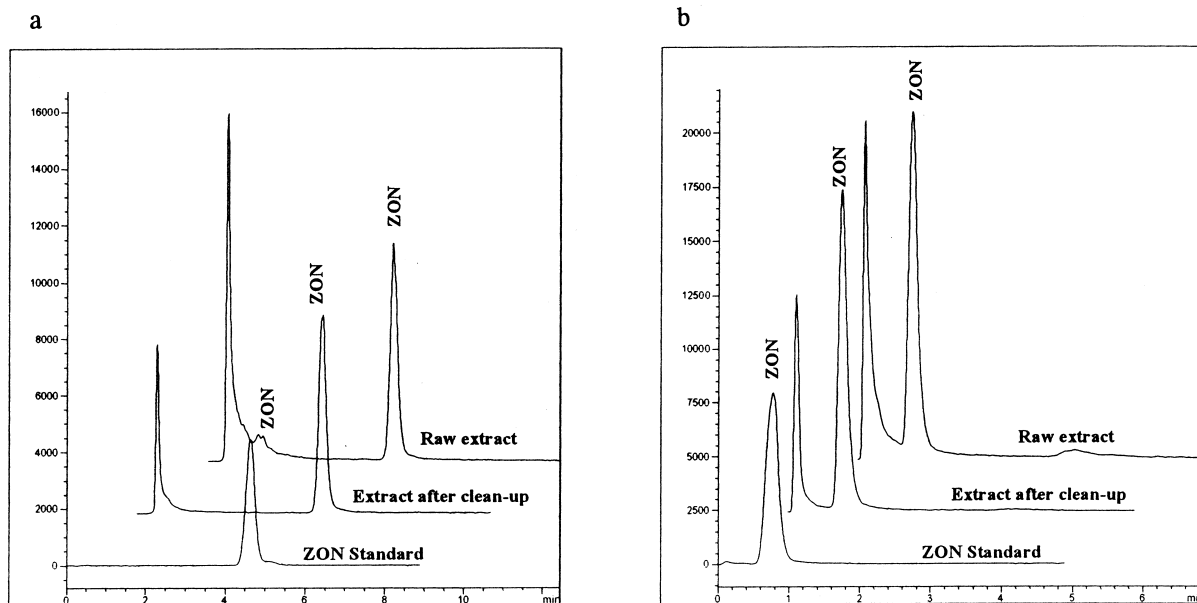 a
16000
14000
12000
10000
8000
6000
4000
2000
0
ZON
ZON
ZON
Raw extract
Extract after clean-up
ZON Standard
0 2 4 6 8 10 min
b
20000
17500
15000
12500
10000
7500
5000
2500
0
ZON
ZON
ZON
Raw extract
Extract after clean-up
ZON Standard
0 1 2 3 4 5 6